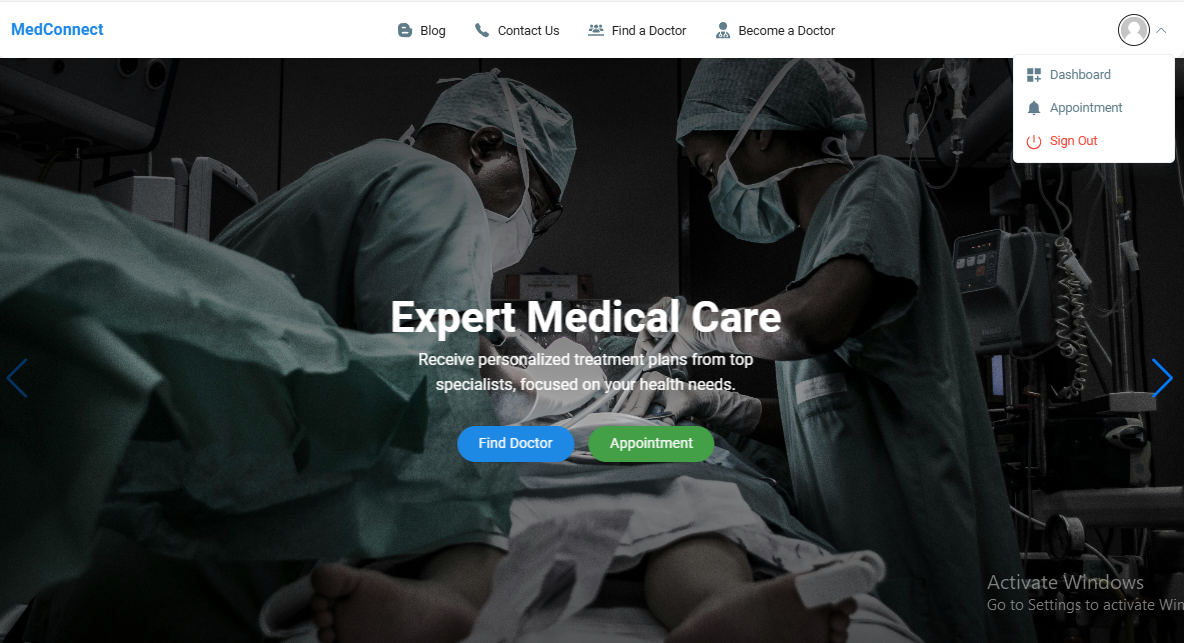 MedConnect
Blog
Contact Us
Find a Doctor
Become a Doctor
Dashboard
Appointment
Sign Out
Expert Medical Care
Receive personalized treatment plans from top
specialists, focused on your health needs.
Find Doctor
Appointment
Activate Windows
Go to Settings to activate Win